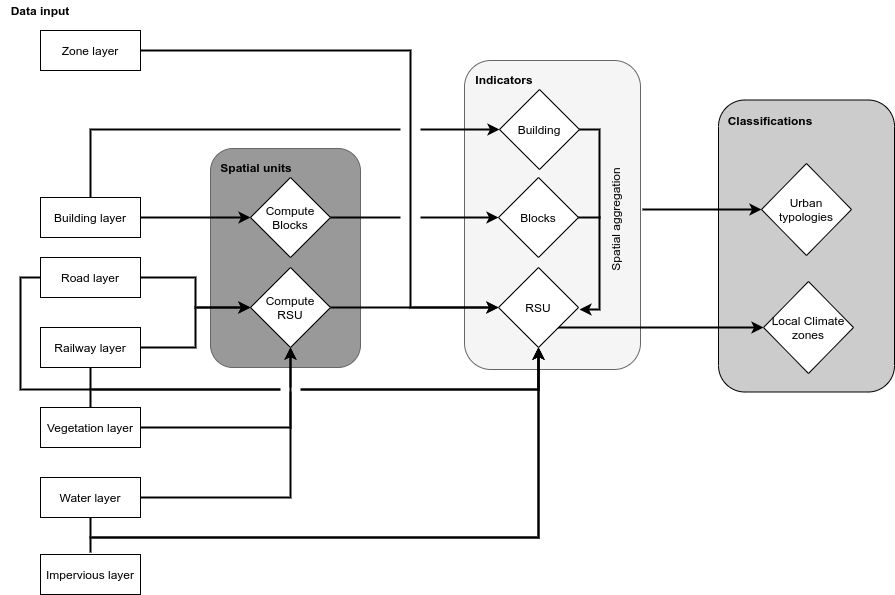 Data input
Zone layer
Indicators
Building
Classifications
Spatial units
Compute
Blocks
Building layer
Blocks
Spatial aggregation
Urban
typologies
Road layer
Compute
RSU
RSU
Railway layer
Local Climate
zones
Vegetation layer
Water layer
Impervious layer